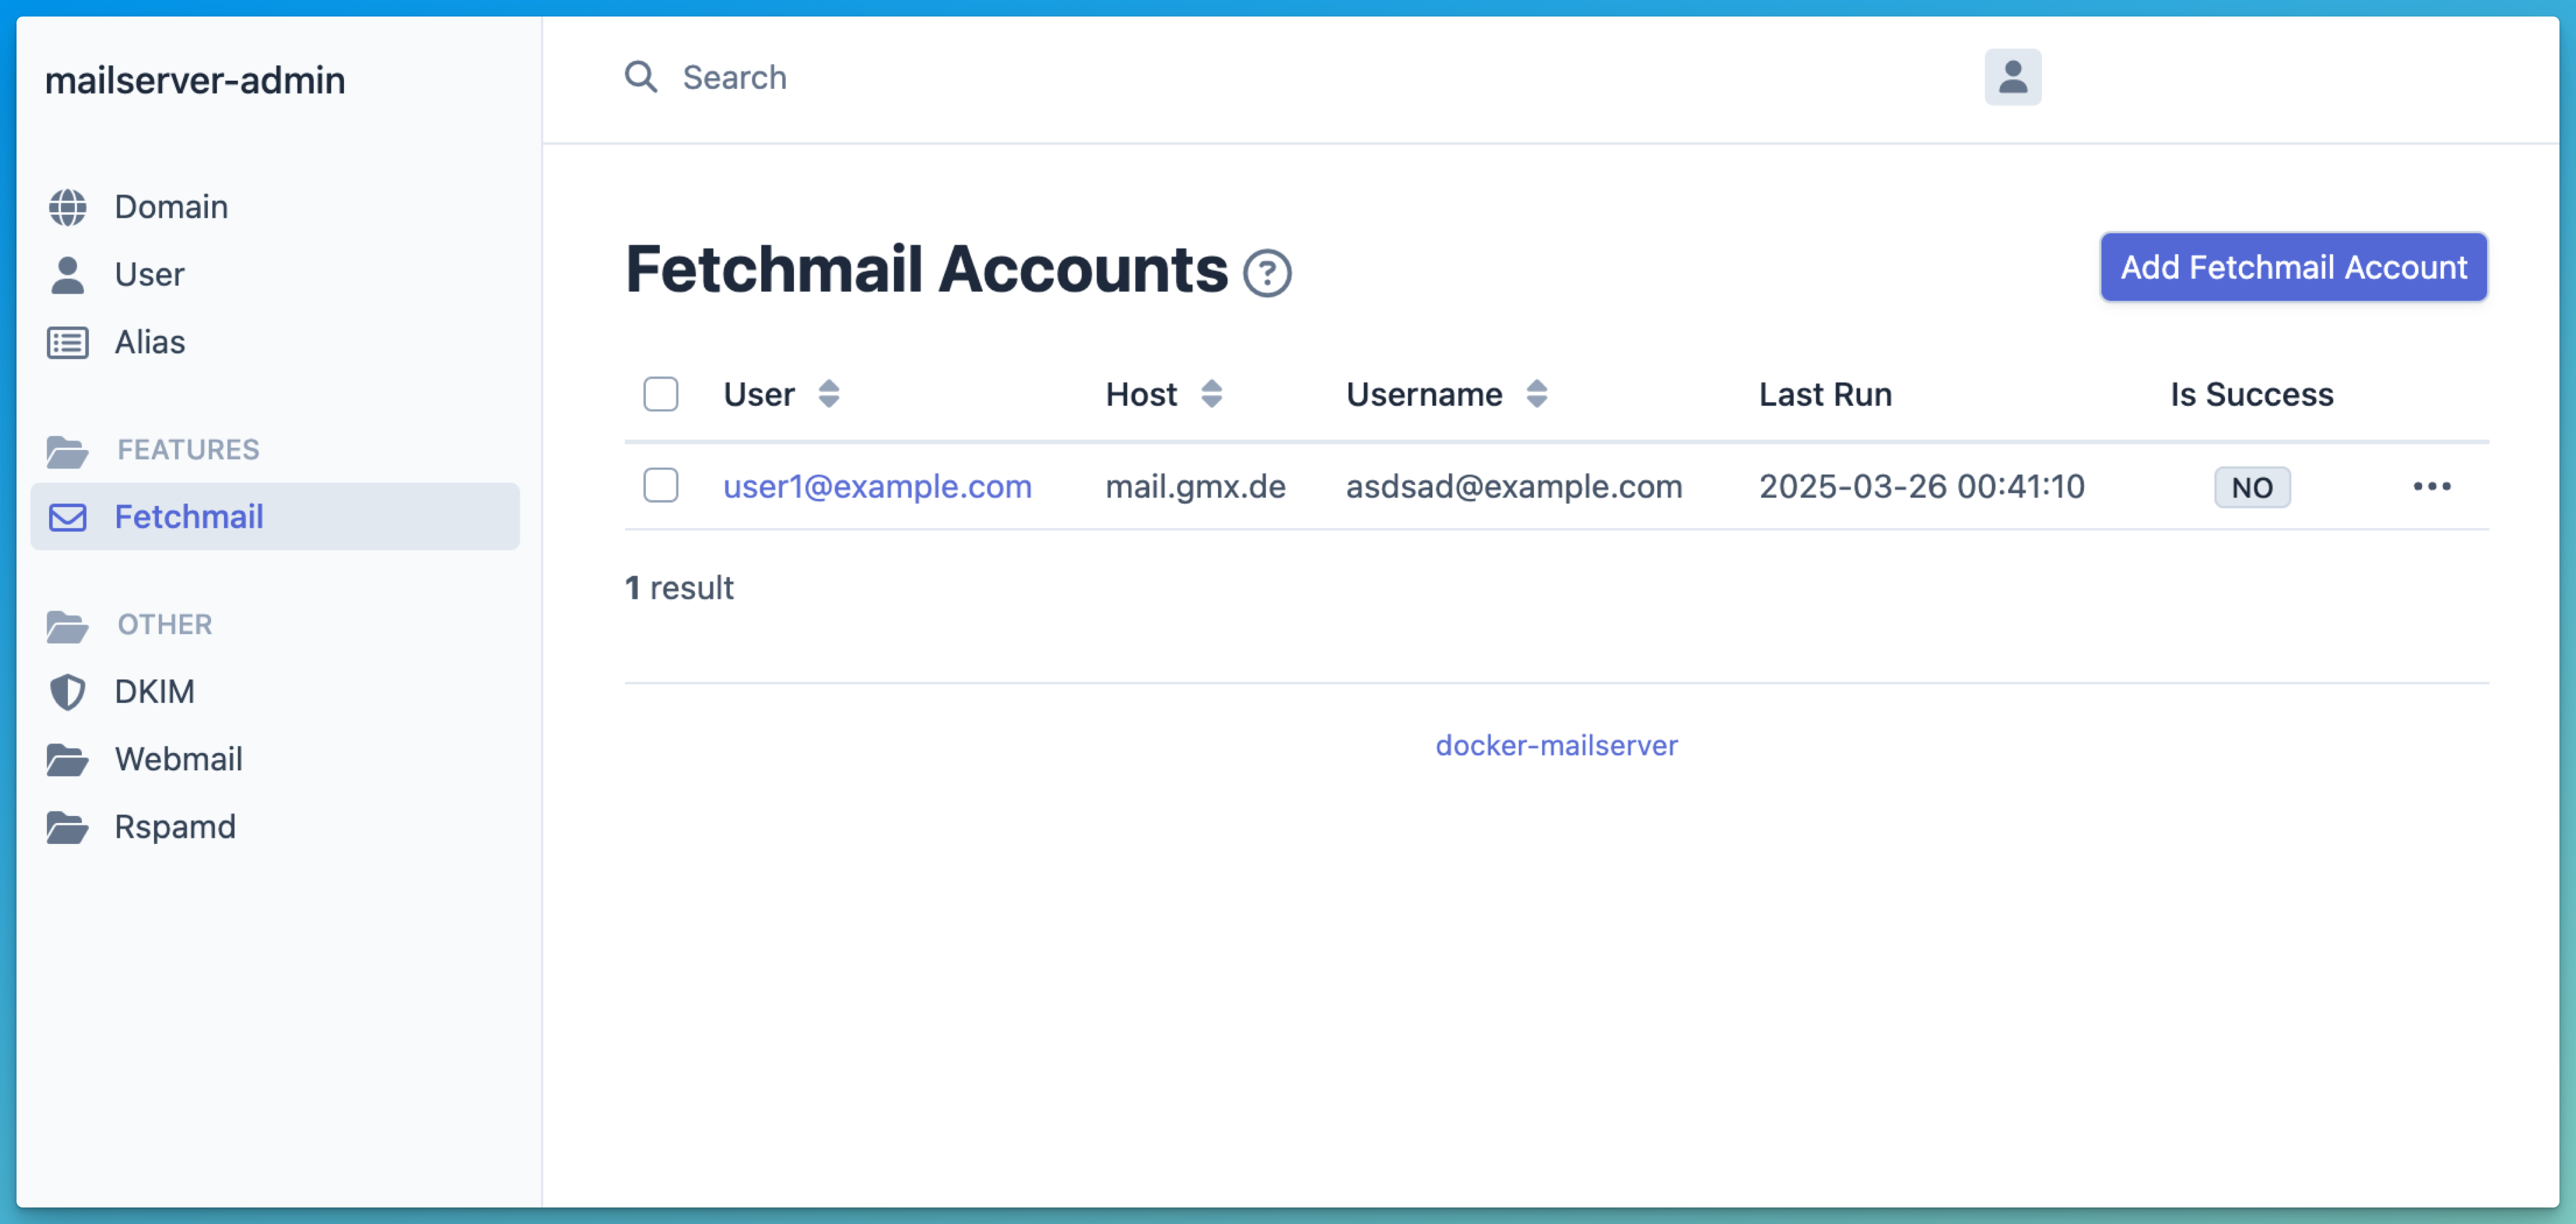 mailserver-admin
Search
Domain
User
Alias
FEATURES
Fetchmail
OTHER
DKIM
Webmail
Rspamd
Fetchmail Accounts ?
Add Fetchmail Account
User Host Username Last Run Is Success
user1@example.com mail.gmx.de asdsad@example.com 2025-03-26 00:41:10 NO
1 result
docker-mailserver